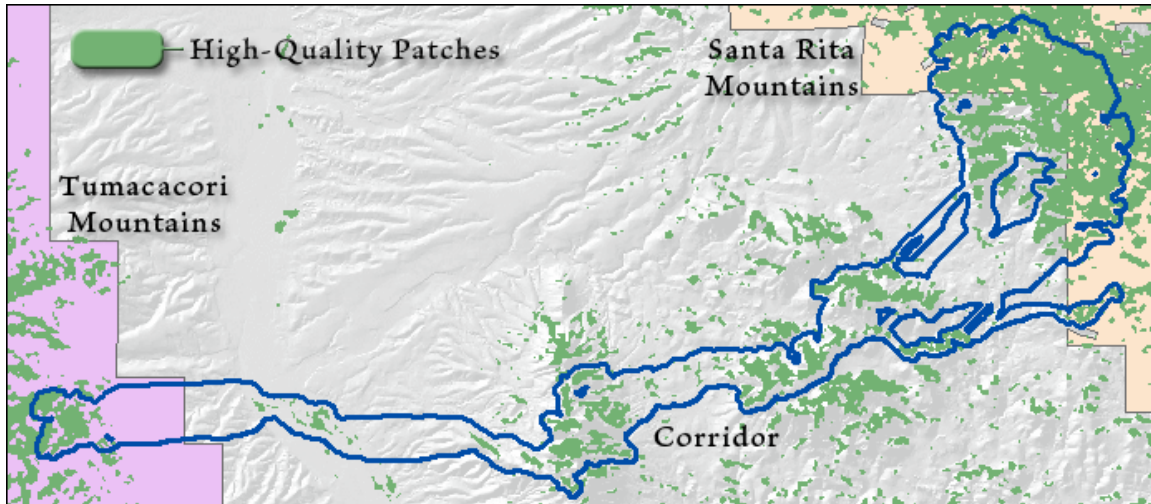 High-Quality Patches
Santa Rita
Mountains
Tumacacori
Mountains
Corridor